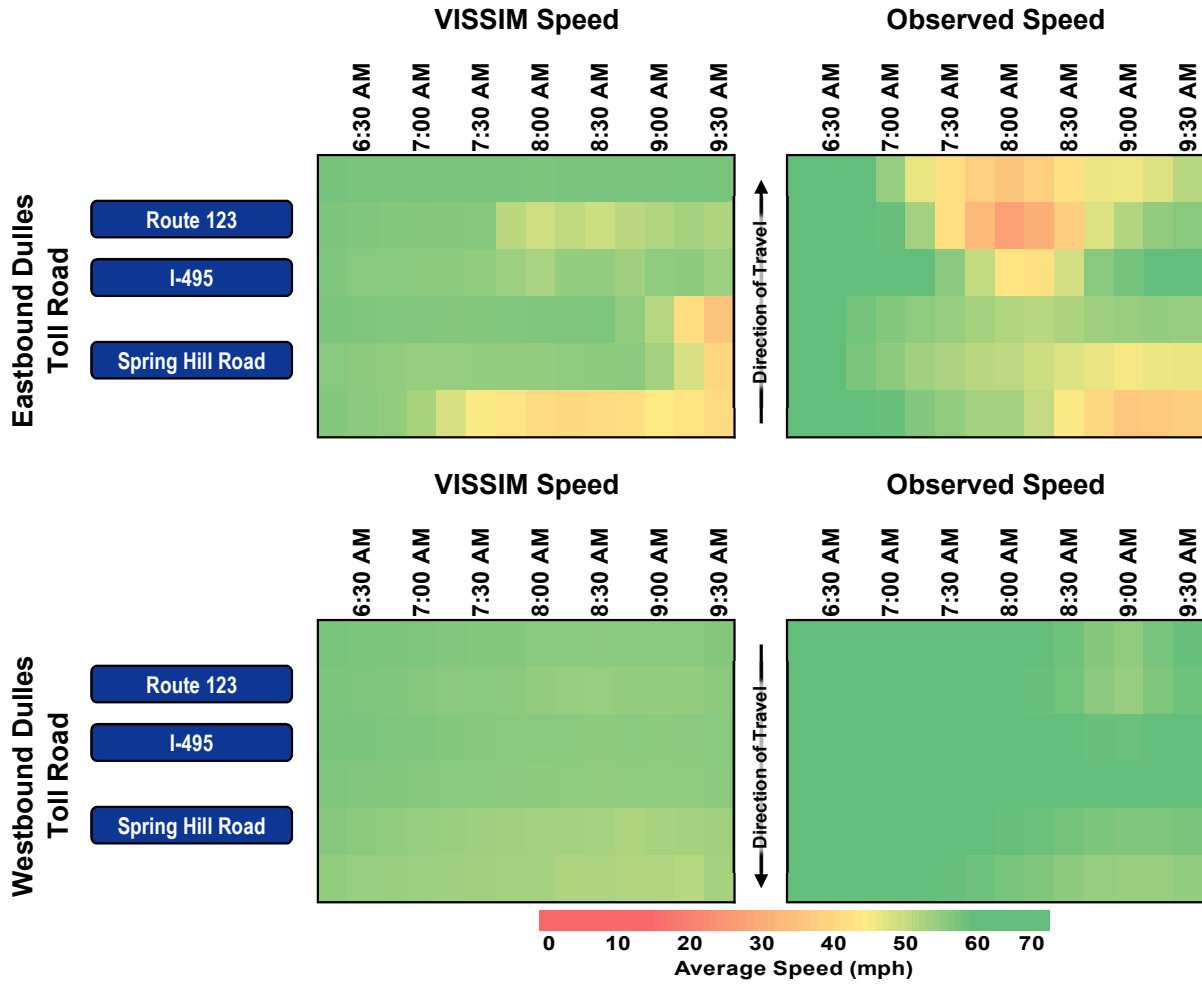 VISSIM Speed
Observed Speed
6:30 AM
7:00 AM
7:30 AM
8:00 AM
8:30 AM
9:00 AM
9:30 AM
6:30 AM
7:00 AM
7:30 AM
8:00 AM
8:30 AM
9:00 AM
9:30 AM
Eastbound Dulles
Toll Road
Route 123
I-495
Spring Hill Road
Direction of Travel
VISSIM Speed
Observed Speed
6:30 AM
7:00 AM
7:30 AM
8:00 AM
8:30 AM
9:00 AM
9:30 AM
6:30 AM
7:00 AM
7:30 AM
8:00 AM
8:30 AM
9:00 AM
9:30 AM
Westbound Dulles
Toll Road
Route 123
I-495
Spring Hill Road
Direction of Travel
0 10 20 30 40 50 60 70
Average Speed (mph)